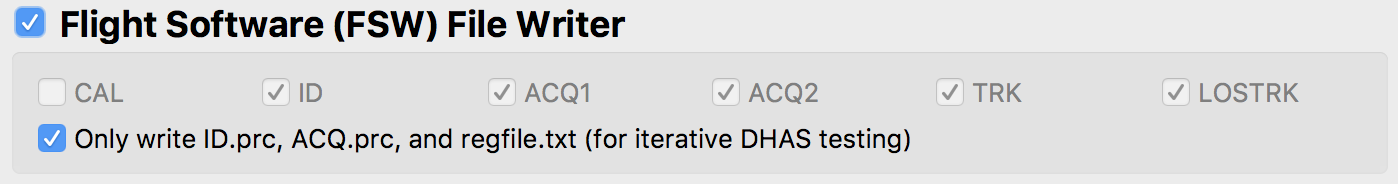 Flight Software (FSW) File Writer
CAL ID ACQ1 ACQ2 TRK LOSTRK
Only write ID.prc, ACQ.prc, and regfile.txt (for iterative DHAS testing)